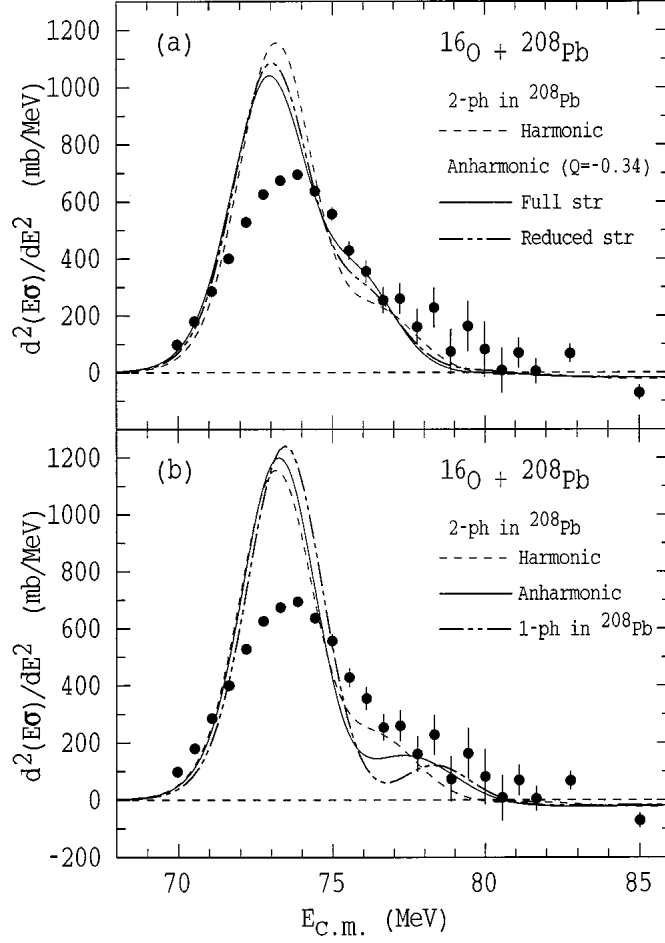 (a)
¹⁶O + ²⁰⁸Pb
2-ph in ²⁰⁸Pb
Harmonic
Anharmonic (Q=-0.34)
Full str
Reduced str
1200
1000
800
600
400
200
0
d²(Eσ)/dE² (mb/MeV)
(b)
¹⁶O + ²⁰⁸Pb
2-ph in ²⁰⁸Pb
Harmonic
Anharmonic
1-ph in ²⁰⁸Pb
1200
1000
800
600
400
200
0
-200
d²(Eσ)/dE² (mb/MeV)
70 75 80 85
E_C.m. (MeV)